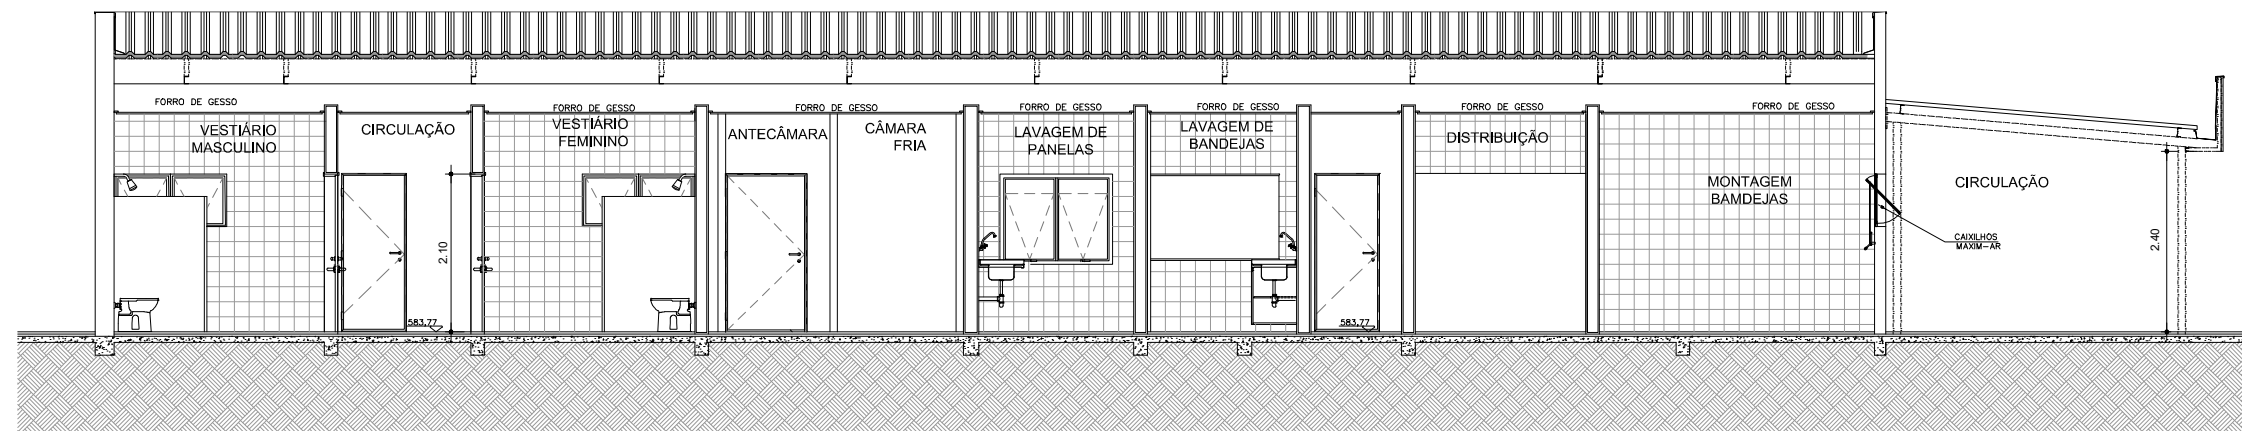 FORRO DE GESSO
FORRO DE GESSO
FORRO DE GESSO
FORRO DE GESSO
FORRO DE GESSO
FORRO DE GESSO
FORRO DE GESSO
VESTIÁRIO
MASCULINO
CIRCULAÇÃO
VESTIÁRIO
FEMININO
ANTECÂMARA
CÂMARA
FRIA
LAVAGEM DE
PANELAS
LAVAGEM DE
BANDEJAS
DISTRIBUIÇÃO
MONTAGEM
BAMDEJAS
CIRCULAÇÃO
CAIXILHOS
MAXIM-AR
2.10
2.40
583,77
583,77